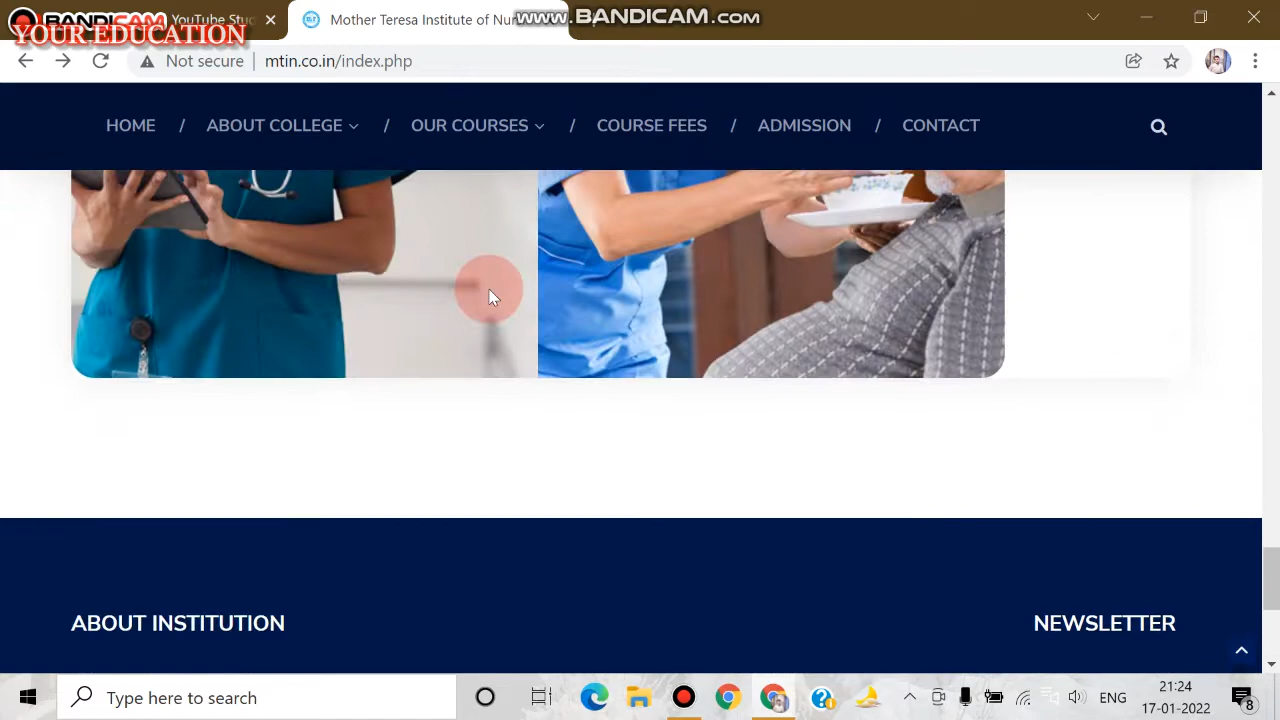 YouTube Stu
Mother Teresa Institute of Nur
www.BANDICAM.com
BANDICAM
YOUR EDUCATION
Not secure
mtin.co.in/index.php
HOME / ABOUT COLLEGE / OUR COURSES / COURSE FEES / ADMISSION / CONTACT
ABOUT INSTITUTION
NEWSLETTER
Type here to search
ENG
21:24
17-01-2022
8